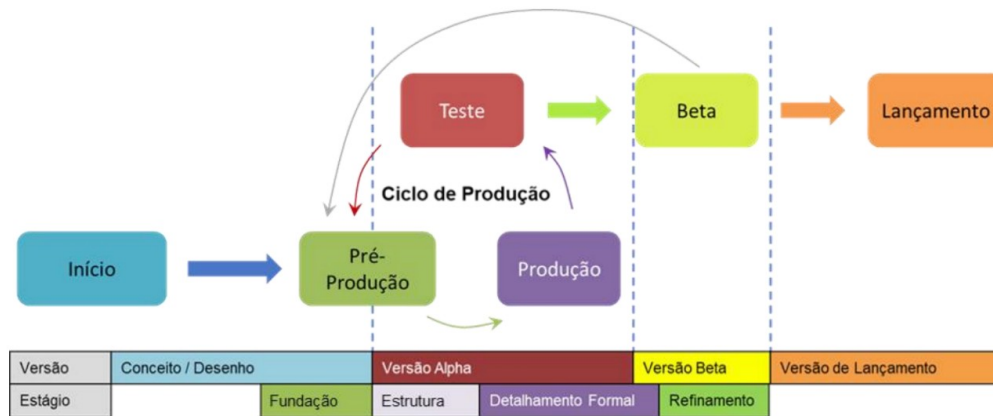 Teste
Beta
Lançamento
Ciclo de Produção
Início
Pré-
Produção
Produção
Versão
Conceito / Desenho
Versão Alpha
Versão Beta
Versão de Lançamento
Estágio
Fundação
Estrutura
Detalhamento Formal
Refinamento